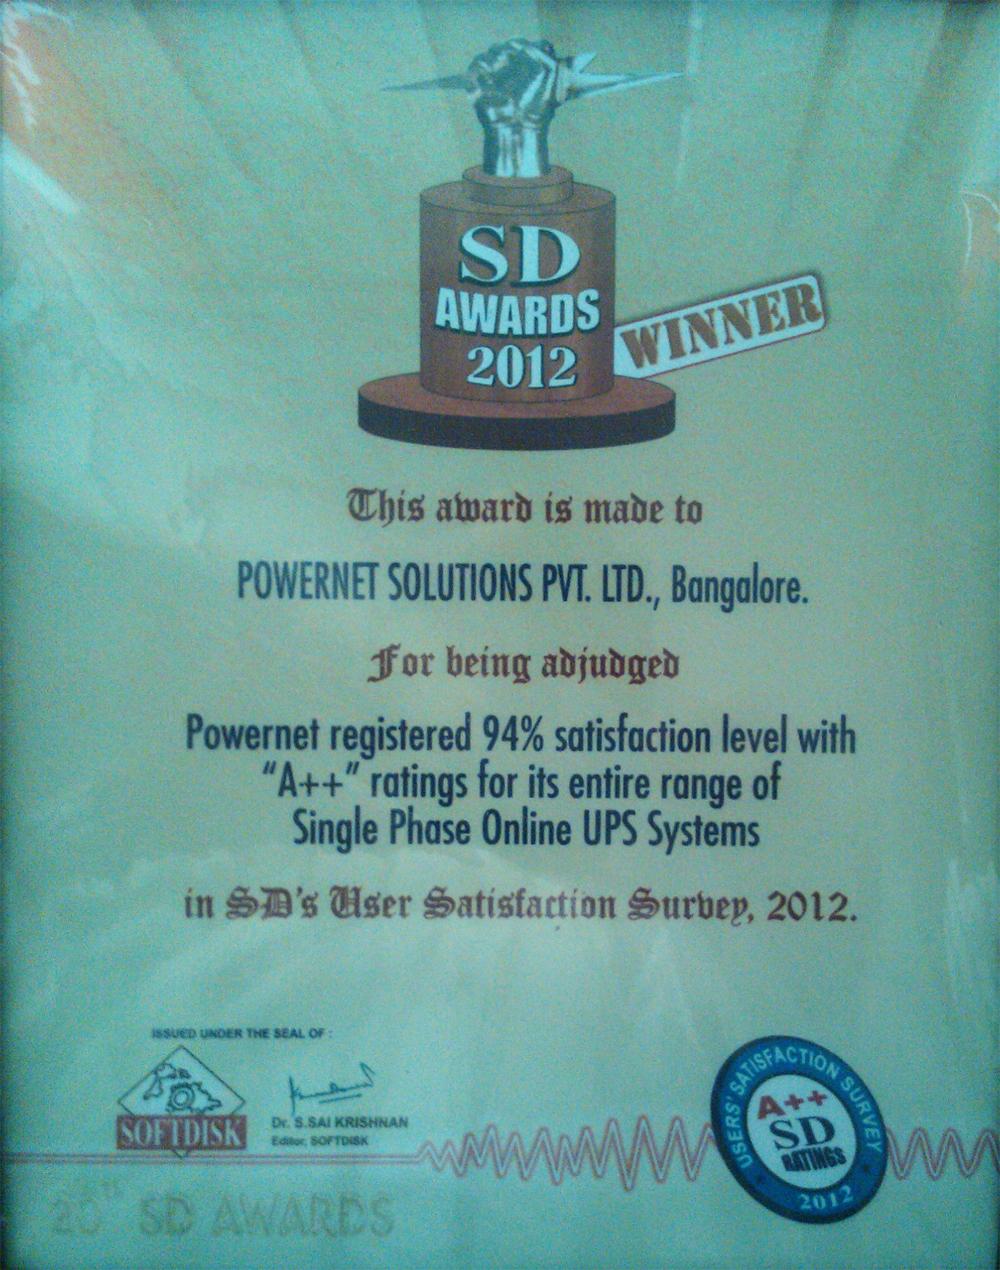 SD
AWARDS
2012
WINNER
This award is made to
POWERNET SOLUTIONS PVT. LTD., Bangalore.
For being adjudged
Powernet registered 94% satisfaction level with
“A++” ratings for its entire range of
Single Phase Online UPS Systems
in SD's User Satisfaction Survey, 2012.
ISSUED UNDER THE SEAL OF :
SOFTDISK
Dr. S.SAI KRISHNAN
Editor, SOFTDISK
USERS' SATISFACTION SURVEY
A++
SD
RATINGS
2012
SD AWARDS